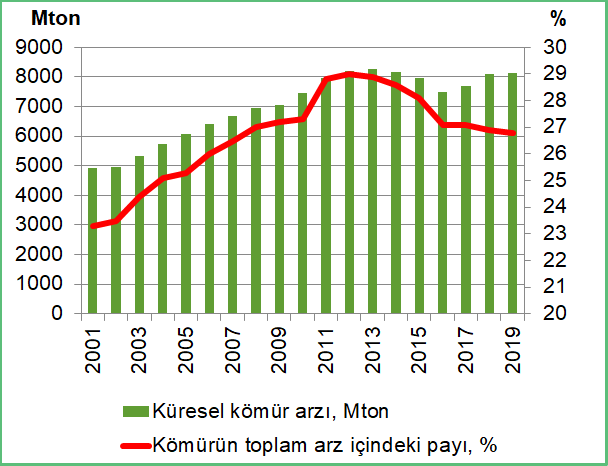 Mton %
9000 30
8000 29
7000 28
6000 27
5000 26
4000 25
3000 24
2000 23
1000 22
0 21
20
2001 2003 2005 2007 2009 2011 2013 2015 2017 2019
Küresel kömür arzı, Mton
Kömürün toplam arz içindeki payı, %